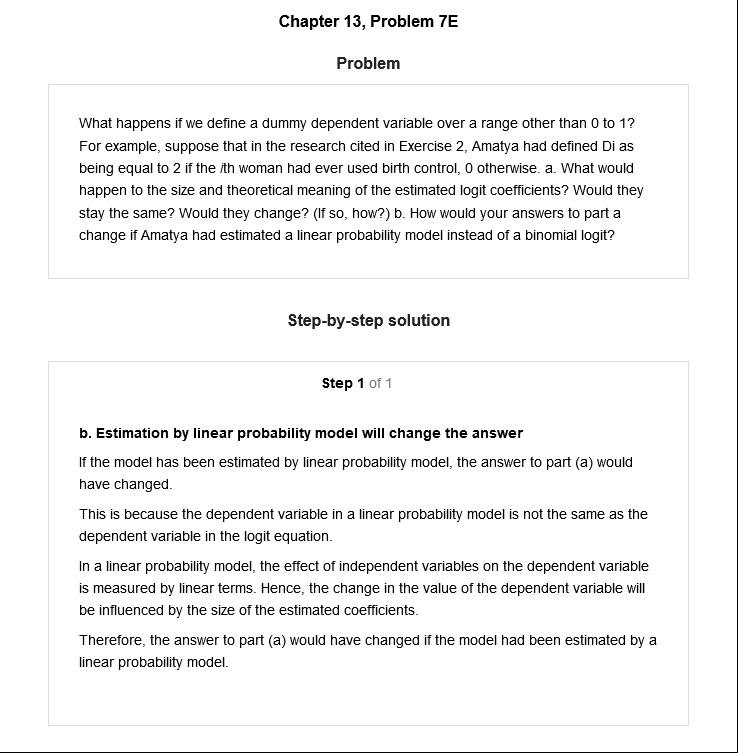 Chapter 13, Problem 7E
Problem
What happens if we define a dummy dependent variable over a range other than 0 to 1?
For example, suppose that in the research cited in Exercise 2, Amatya had defined Di as
being equal to 2 if the ith woman had ever used birth control, 0 otherwise. a. What would
happen to the size and theoretical meaning of the estimated logit coefficients? Would they
stay the same? Would they change? (If so, how?) b. How would your answers to part a
change if Amatya had estimated a linear probability model instead of a binomial logit?
Step-by-step solution
Step 1 of 1
b. Estimation by linear probability model will change the answer
If the model has been estimated by linear probability model, the answer to part (a) would
have changed.
This is because the dependent variable in a linear probability model is not the same as the
dependent variable in the logit equation.
In a linear probability model, the effect of independent variables on the dependent variable
is measured by linear terms. Hence, the change in the value of the dependent variable will
be influenced by the size of the estimated coefficients.
Therefore, the answer to part (a) would have changed if the model had been estimated by a
linear probability model.